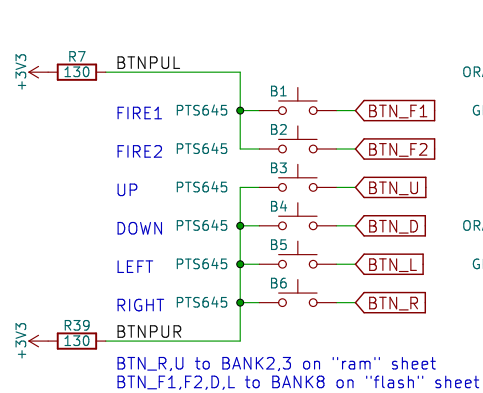 R7
BTNPUL
+3V3
130
B1
FIRE1 PTS645 BTN_F1
B2
FIRE2 PTS645 BTN_F2
B3
UP PTS645 BTN_U
B4
DOWN PTS645 BTN_D
B5
LEFT PTS645 BTN_L
B6
RIGHT PTS645 BTN_R
R39
BTNPUR
+3V3
130
BTN_R,U to BANK2,3 on "ram" sheet
BTN_F1,F2,D,L to BANK8 on "flash" sheet